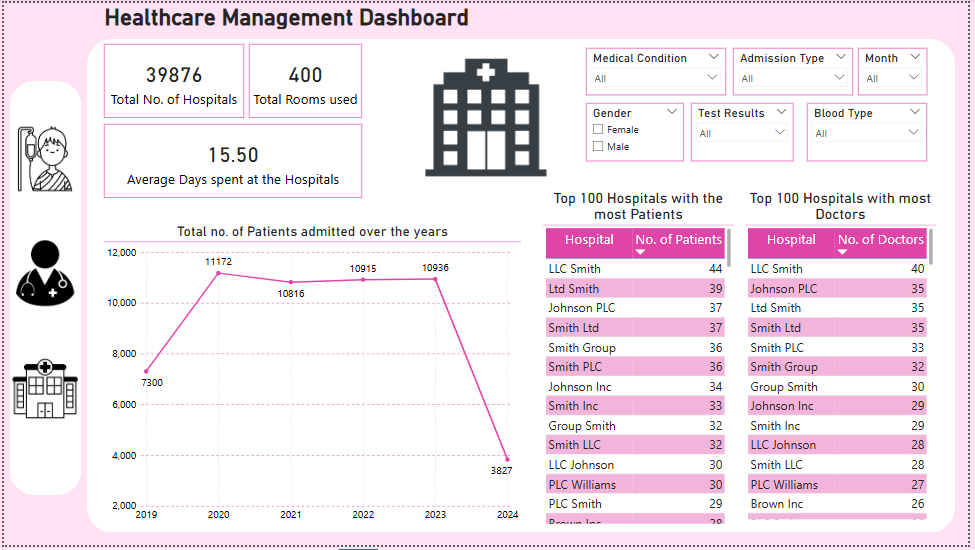 Healthcare Management Dashboard
39876
Total No. of Hospitals
400
Total Rooms used
15.50
Average Days spent at the Hospitals
Medical Condition
All
Admission Type
All
Month
All
Gender
Female
Male
Test Results
All
Blood Type
All
Total no. of Patients admitted over the years
12,000
10,000
8,000
6,000
4,000
2,000
7300
11172
10816
10915
10936
3827
2019 2020 2021 2022 2023 2024
Top 100 Hospitals with the
most Patients
Hospital No. of Patients
LLC Smith 44
Ltd Smith 39
Johnson PLC 37
Smith Ltd 37
Smith Group 36
Smith PLC 36
Johnson Inc 34
Smith Inc 33
Group Smith 32
Smith LLC 32
LLC Johnson 30
PLC Williams 30
PLC Smith 29
Brown Inc 28
Top 100 Hospitals with most
Doctors
Hospital No. of Doctors
LLC Smith 40
Johnson PLC 35
Ltd Smith 35
Smith Ltd 35
Smith PLC 33
Smith Group 32
Group Smith 30
Johnson Inc 29
Smith Inc 29
LLC Johnson 28
Smith LLC 28
PLC Williams 27
Brown Inc 26